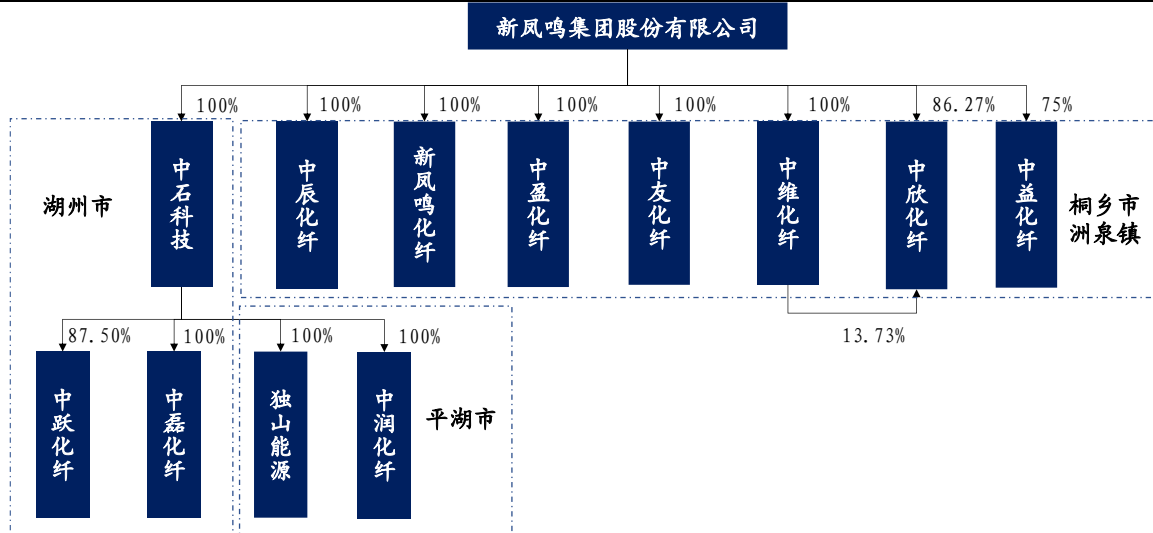 新凤鸣集团股份有限公司
100%
100%
100%
100%
100%
100%
86.27%
75%
湖州市
中石科技
中辰化纤
新凤鸣化纤
中盈化纤
中友化纤
中维化纤
中欣化纤
中益化纤
桐乡市
洲泉镇
87.50%
100%
100%
100%
13.73%
中跃化纤
中磊化纤
独山能源
中润化纤
平湖市